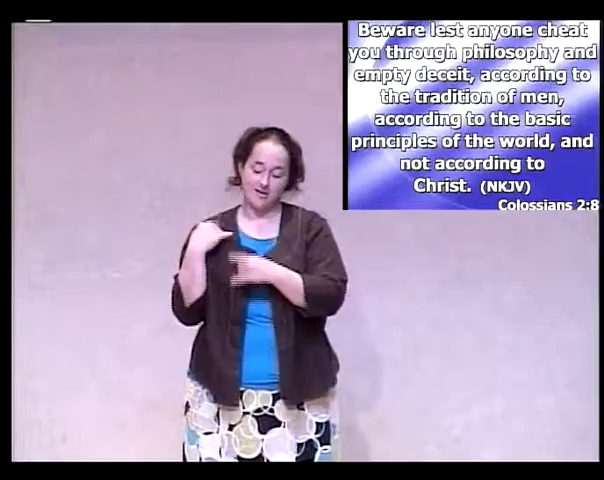 Beware lest anyone cheat
you through philosophy and
empty deceit, according to
the tradition of men,
according to the basic
principles of the world, and
not according to
Christ. (NKJV)
Colossians 2:8